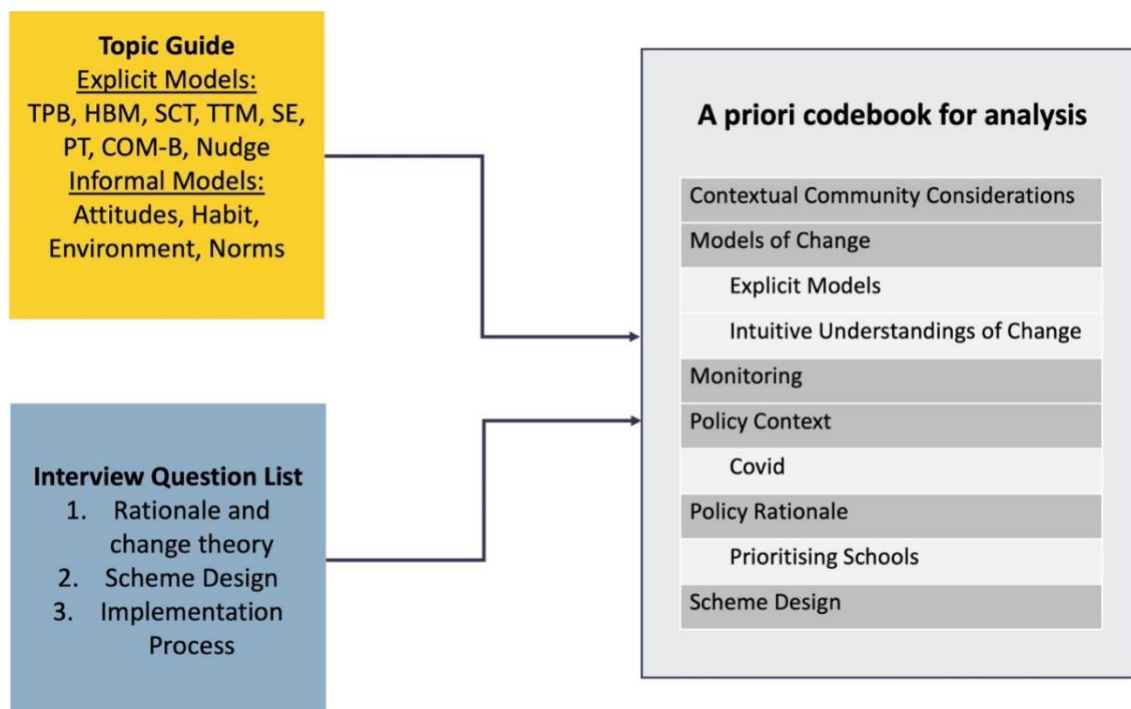 Topic Guide
Explicit Models:
TPB, HBM, SCT, TTM, SE,
PT, COM-B, Nudge
Informal Models:
Attitudes, Habit,
Environment, Norms
Interview Question List
1. Rationale and
change theory
2. Scheme Design
3. Implementation
Process
A priori codebook for analysis
Contextual Community Considerations
Models of Change
Explicit Models
Intuitive Understandings of Change
Monitoring
Policy Context
Covid
Policy Rationale
Prioritising Schools
Scheme Design